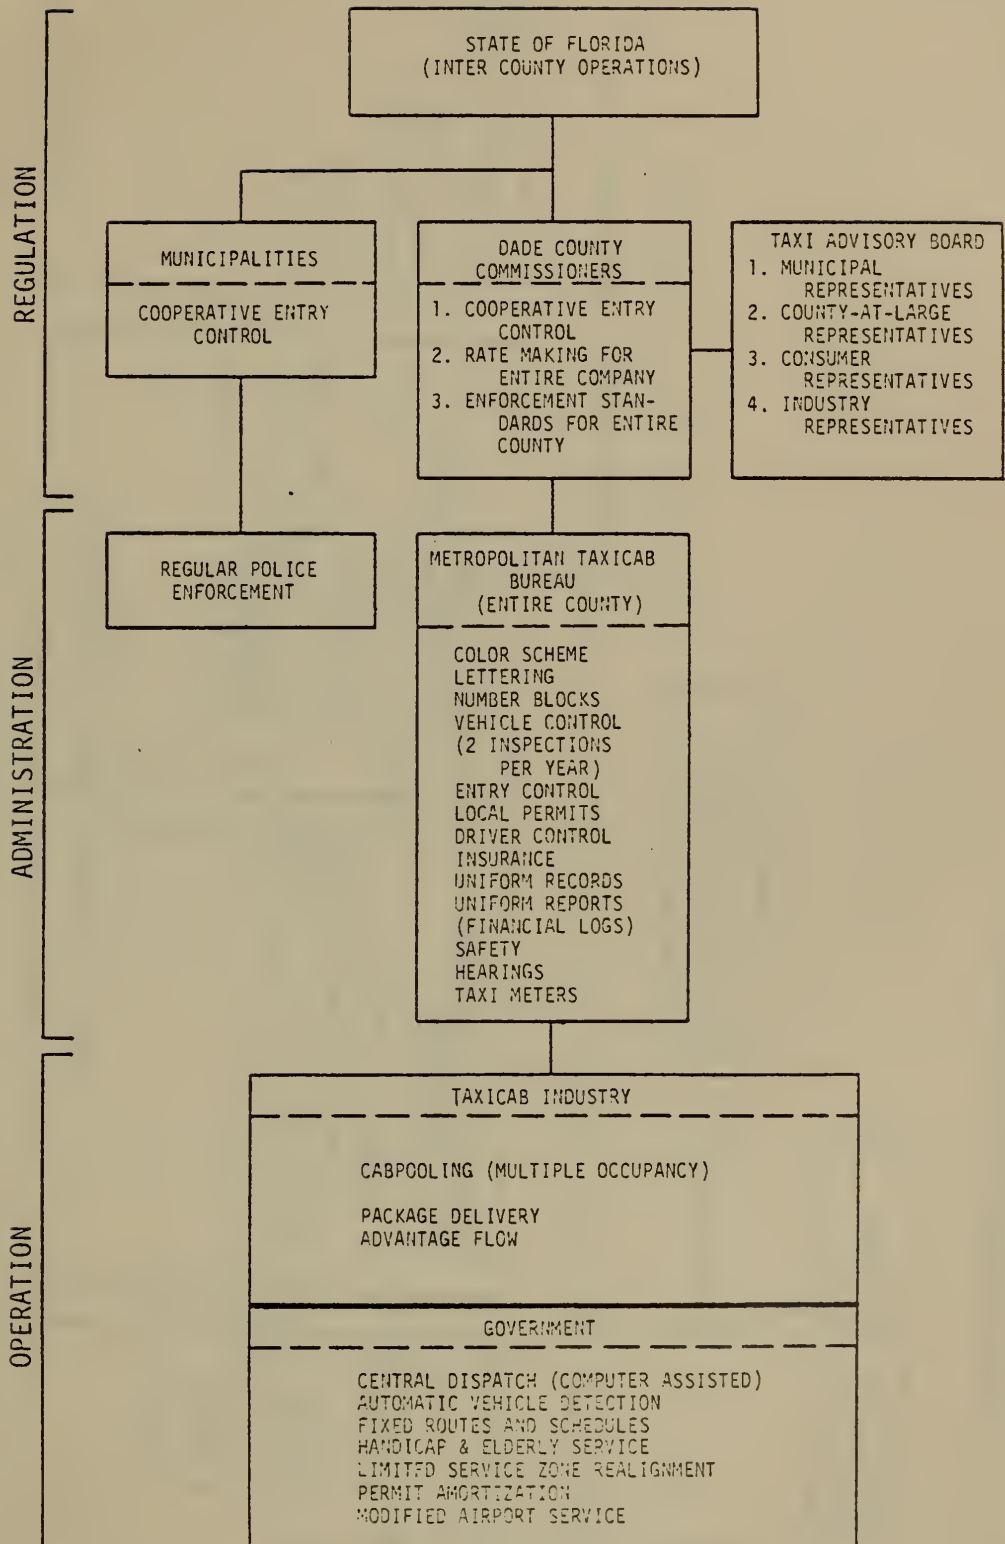 REGULATION
STATE OF FLORIDA
(INTER COUNTY OPERATIONS)
MUNICIPALITIES
COOPERATIVE ENTRY
CONTROL
DADE COUNTY
COMMISSIONERS
1. COOPERATIVE ENTRY
CONTROL
2. RATE MAKING FOR
ENTIRE COMPANY
3. ENFORCEMENT STAN-
DARDS FOR ENTIRE
COUNTY
TAXI ADVISORY BOARD
1. MUNICIPAL
REPRESENTATIVES
2. COUNTY-AT-LARGE
REPRESENTATIVES
3. CONSUMER
REPRESENTATIVES
4. INDUSTRY
REPRESENTATIVES
ADMINISTRATION
REGULAR POLICE
ENFORCEMENT
METROPOLITAN TAXICAB
BUREAU
(ENTIRE COUNTY)
COLOR SCHEME
LETTERING
NUMBER BLOCKS
VEHICLE CONTROL
(2 INSPECTIONS
PER YEAR)
ENTRY CONTROL
LOCAL PERMITS
DRIVER CONTROL
INSURANCE
UNIFORM RECORDS
UNIFORM REPORTS
(FINANCIAL LOGS)
SAFETY
HEARINGS
TAXI METERS
OPERATION
TAXICAB INDUSTRY
CABPOOLING (MULTIPLE OCCUPANCY)
PACKAGE DELIVERY
ADVANTAGE FLOW
GOVERNMENT
CENTRAL DISPATCH (COMPUTER ASSISTED)
AUTOMATIC VEHICLE DETECTION
FIXED ROUTES AND SCHEDULES
HANDICAP & ELDERLY SERVICE
LIMITED SERVICE ZONE REALIGNMENT
PERMIT AMORTIZATION
MODIFIED AIRPORT SERVICE